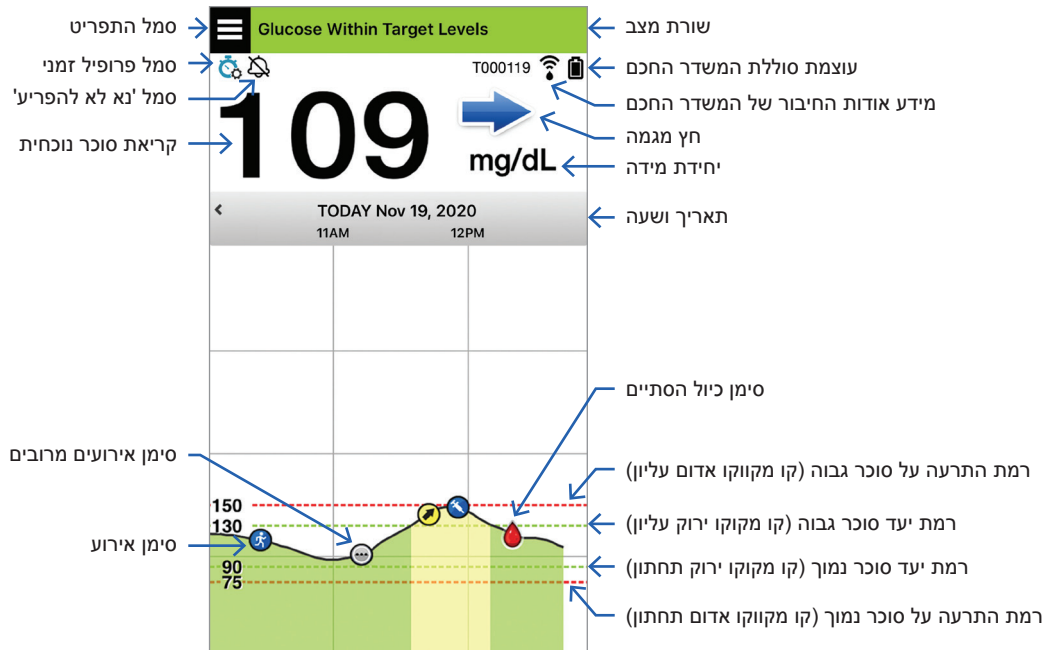 סמל התפריט
Glucose Within Target Levels
שורת מצב
סמל פרופיל זמני
T000119
עוצמת סוללת המשדר החכם
סמל 'נא לא להפריע'
מידע אודות החיבור של המשדר החכם
109
חץ מגמה
קריאת סוכר נוכחית
mg/dL
יחידת מידה
TODAY Nov 19, 2020
תאריך ושעה
11AM
12PM
סימן כיול הסתיים
סימן אירועים מרובים
רמת התרעה על סוכר גבוה (קו מקווקו אדום עליון)
150
130
רמת יעד סוכר גבוה (קו מקוקו ירוק עליון)
סימן אירוע
90
רמת יעד סוכר נמוך (קו מקוקו ירוק תחתון)
75
רמת התרעה על סוכר נמוך (קו מקווקו אדום תחתון)